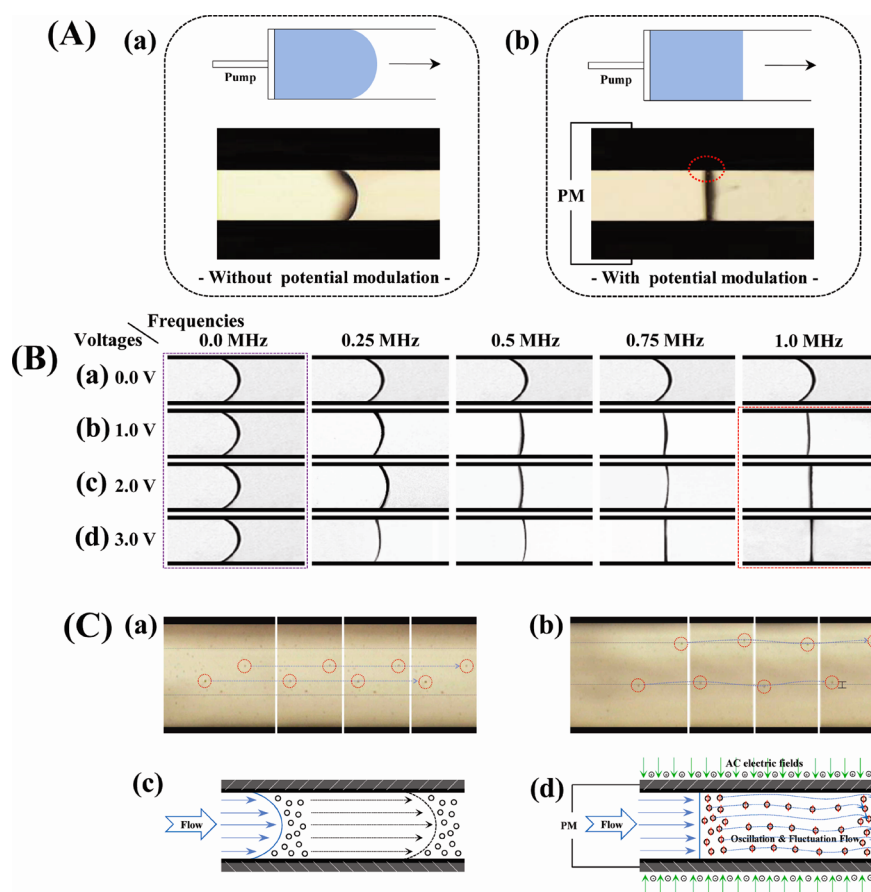 (A)
(a)
(b)
Pump
Pump
PM
- Without potential modulation -
- With potential modulation -
Frequencies
Voltages
0.0 MHz
0.25 MHz
0.5 MHz
0.75 MHz
1.0 MHz
(B)
(a) 0.0 V
(b) 1.0 V
(c) 2.0 V
(d) 3.0 V
(C)
(a)
(b)
(c)
(d)
AC electric fields
Flow
PM
Flow
Oscillation & Fluctuation Flow